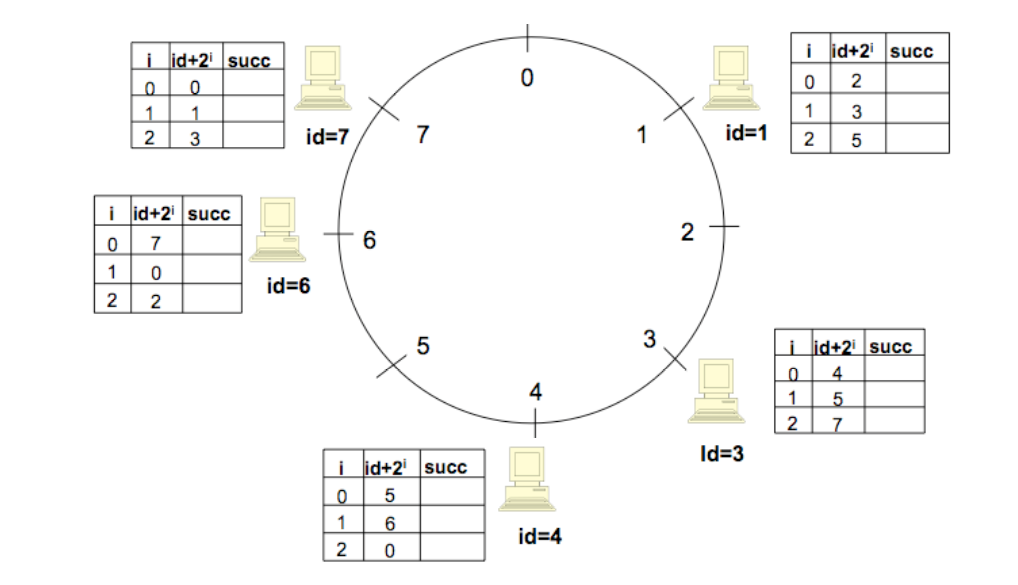 i id+2ⁱ succ
0 0
1 1
2 3
id=7
0
1
2
3
4
5
6
7
i id+2ⁱ succ
0 2
1 3
2 5
id=1
i id+2ⁱ succ
0 7
1 0
2 2
id=6
i id+2ⁱ succ
0 4
1 5
2 7
Id=3
i id+2ⁱ succ
0 5
1 6
2 0
id=4